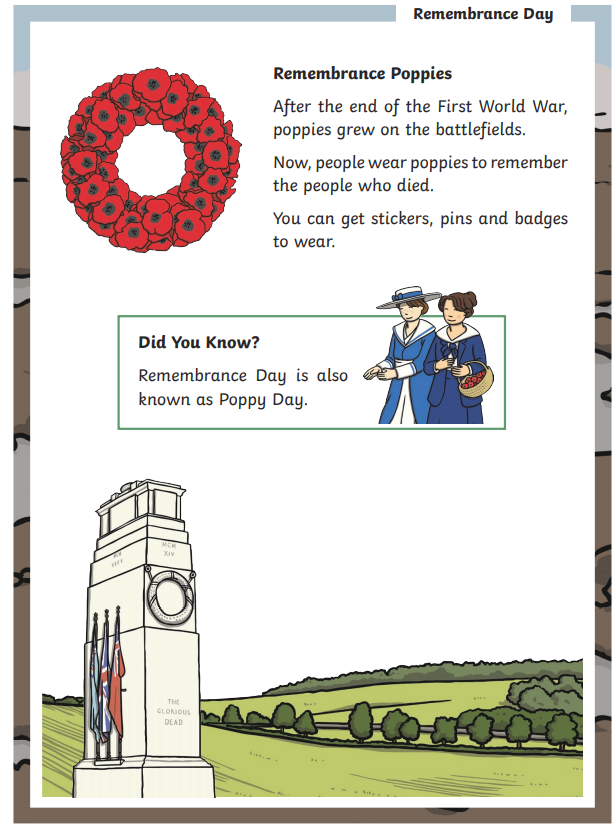 Remembrance Day
Remembrance Poppies
After the end of the First World War,
poppies grew on the battlefields.
Now, people wear poppies to remember
the people who died.
You can get stickers, pins and badges
to wear.
Did You Know?
Remembrance Day is also
known as Poppy Day.
MCM
XIV
THE
GLORIOUS
DEAD